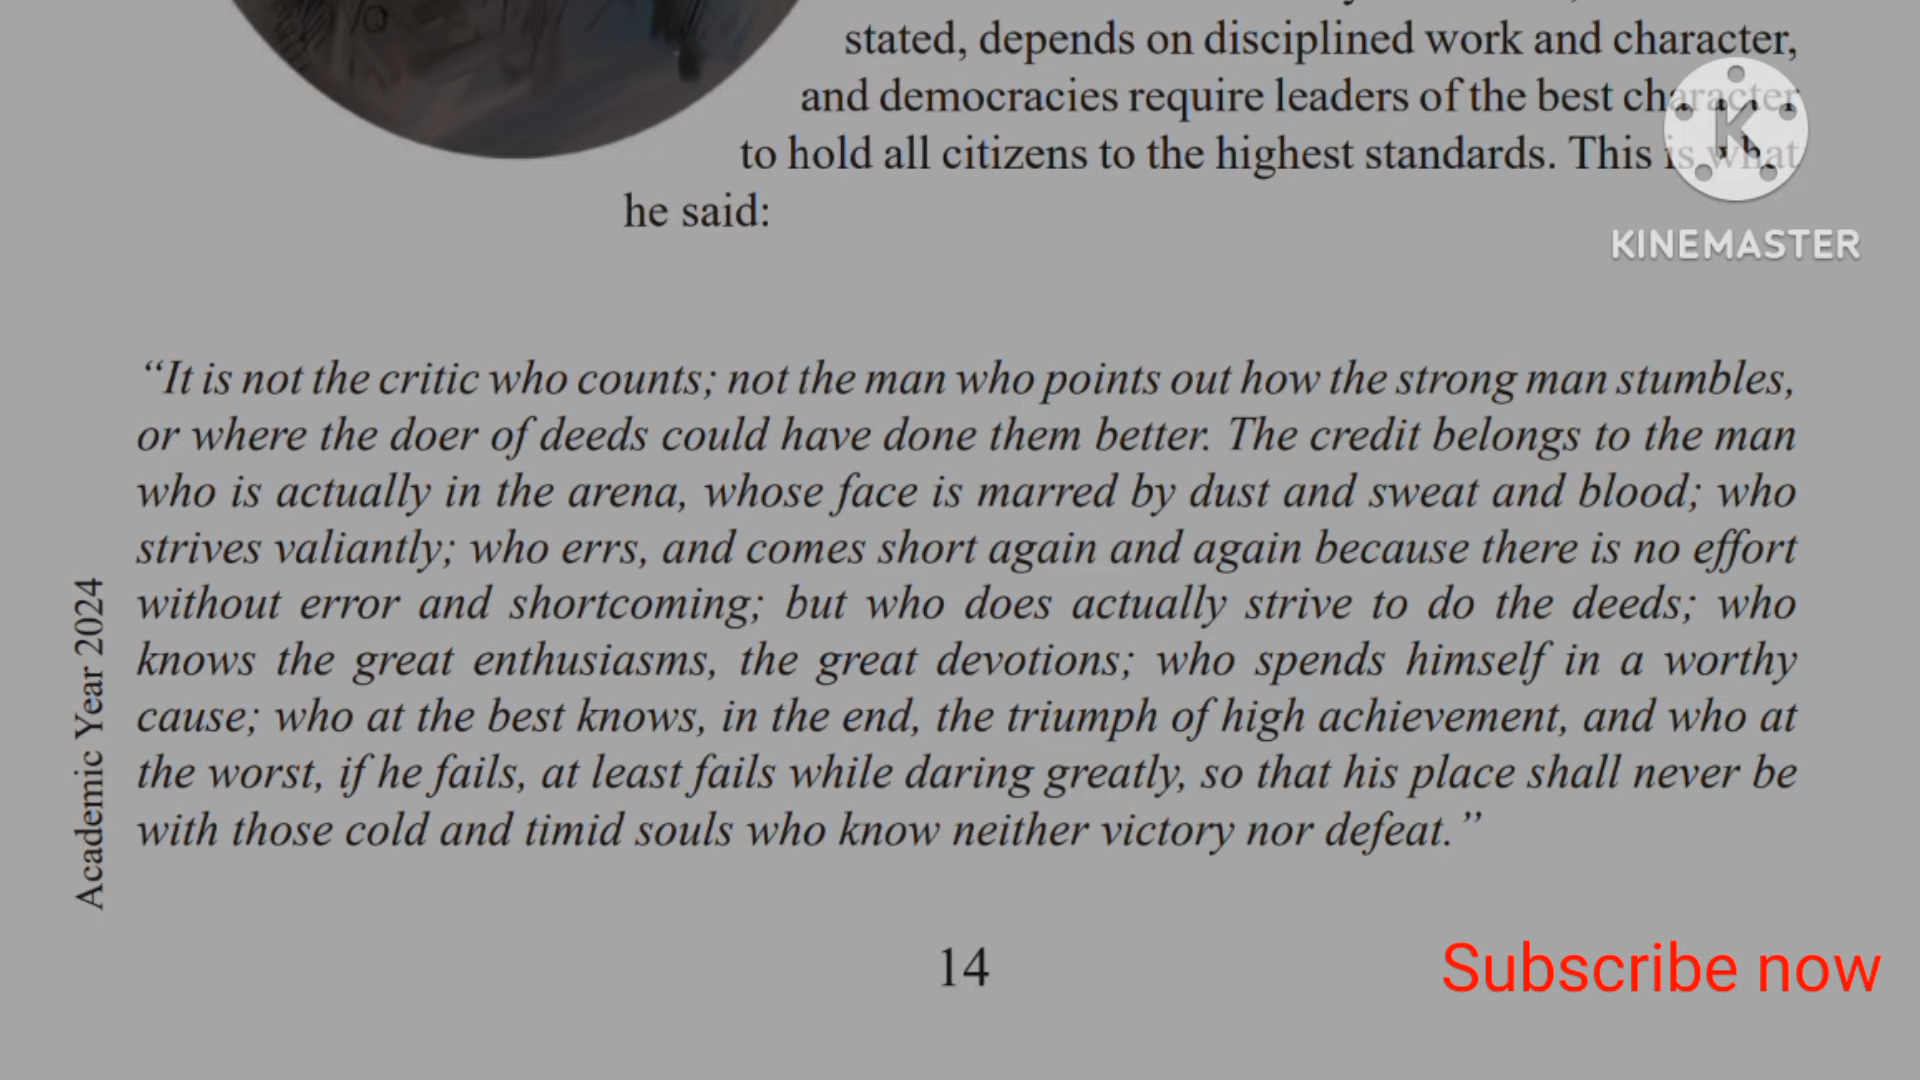 stated, depends on disciplined work and character,
and democracies require leaders of the best character
to hold all citizens to the highest standards. This is what
he said:
K
KINEMASTER
“It is not the critic who counts; not the man who points out how the strong man stumbles,
or where the doer of deeds could have done them better. The credit belongs to the man
who is actually in the arena, whose face is marred by dust and sweat and blood; who
strives valiantly; who errs, and comes short again and again because there is no effort
without error and shortcoming; but who does actually strive to do the deeds; who
knows the great enthusiasms, the great devotions; who spends himself in a worthy
cause; who at the best knows, in the end, the triumph of high achievement, and who at
the worst, if he fails, at least fails while daring greatly, so that his place shall never be
with those cold and timid souls who know neither victory nor defeat.”
Academic Year 2024
14
Subscribe now